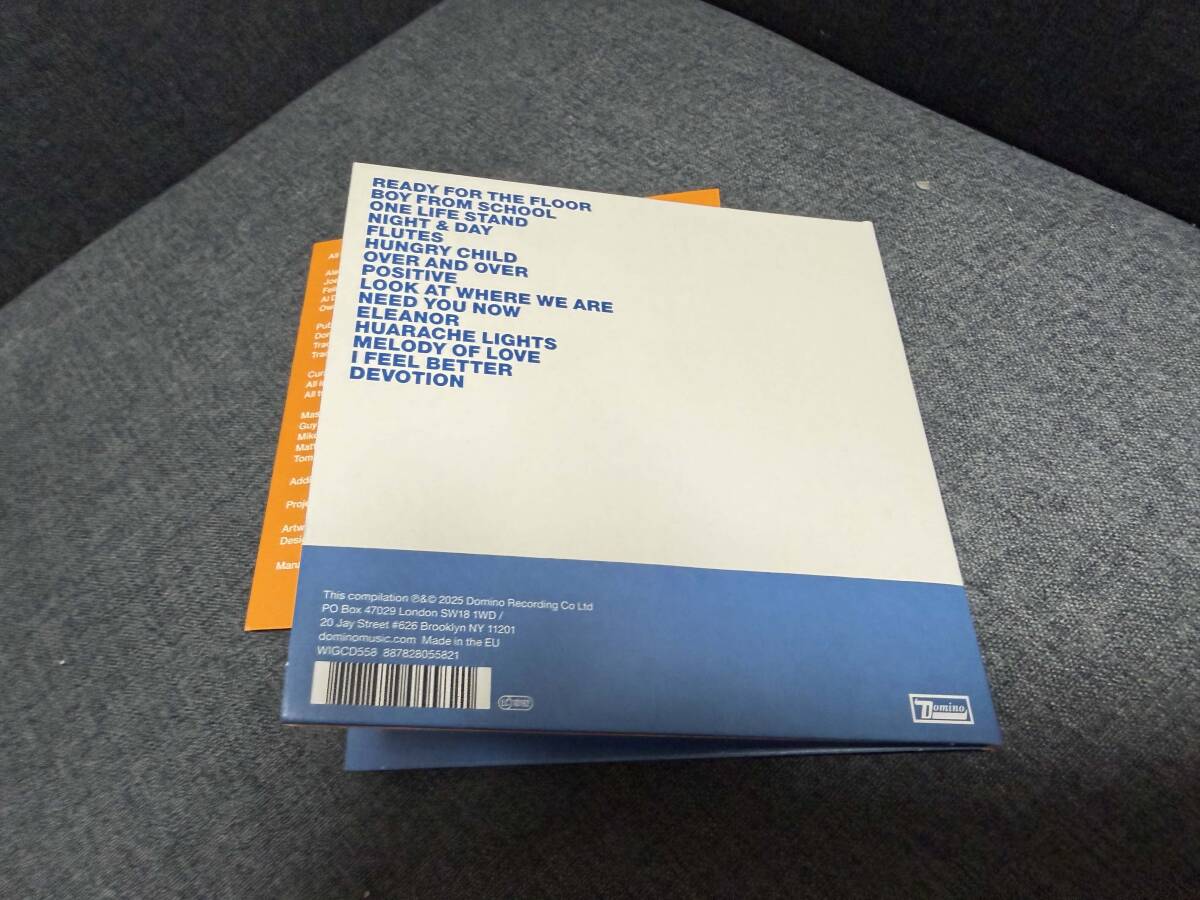 READY FOR THE FLOOR
BOY FROM SCHOOL
ONE LIFE STAND
NIGHT & DAY
FLUTES
HUNGRY CHILD
OVER AND OVER
POSITIVE
LOOK AT WHERE WE ARE
NEED YOU NOW
ELEANOR
HUARACHE LIGHTS
MELODY OF LOVE
I FEEL BETTER
DEVOTION
This compilation ℗&© 2025 Domino Recording Co Ltd
PO Box 47029 London SW18 1WD /
20 Jay Street #626 Brooklyn NY 11201
dominomusic.com Made in the EU
WIGCD558 887828055821
Domino
All
Guy
Tom